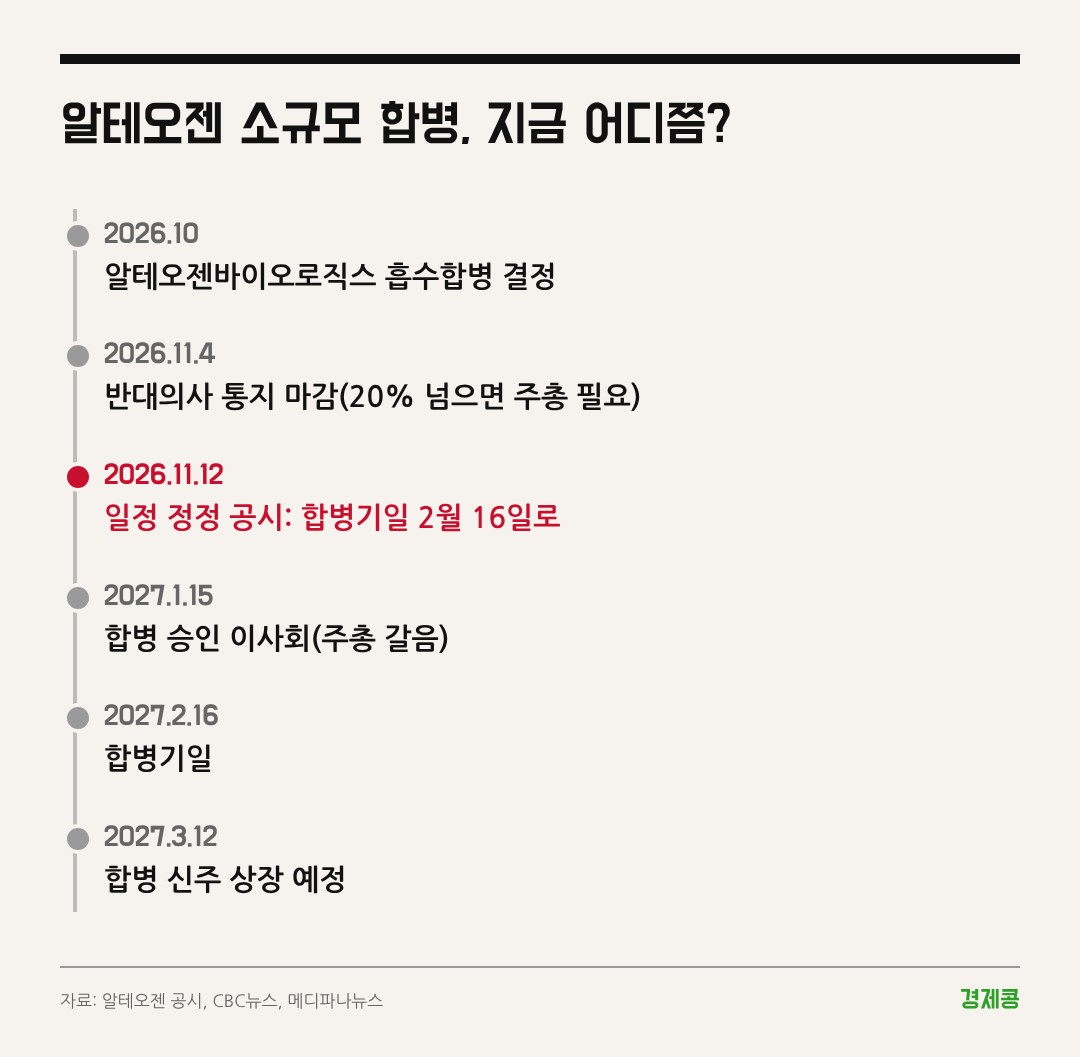 알테오젠 소규모 합병, 지금 어디쯤?
2026.10
알테오젠바이오로직스 흡수합병 결정
2026.11.4
반대의사 통지 마감(20% 넘으면 주총 필요)
2026.11.12
일정 정정 공시: 합병기일 2월 16일로
2027.1.15
합병 승인 이사회(주총 갈음)
2027.2.16
합병기일
2027.3.12
합병 신주 상장 예정
자료: 알테오젠 공시, CBC뉴스, 메디파나뉴스
경제콩